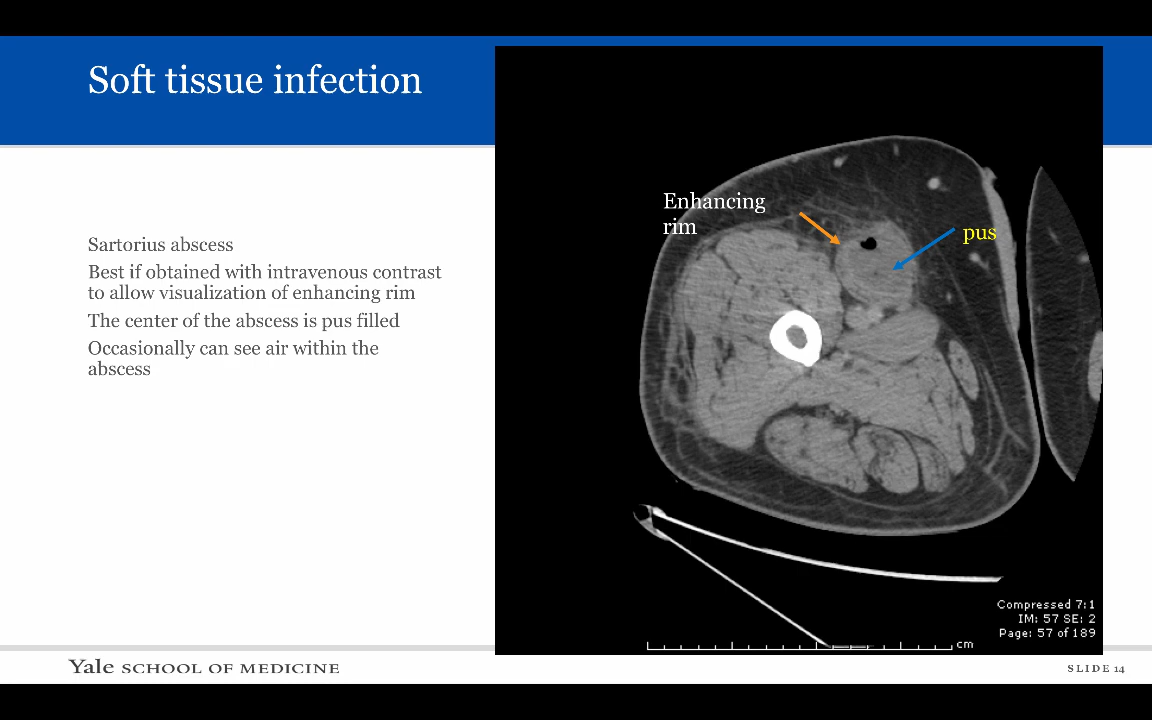 Soft tissue infection
Sartorius abscess
Best if obtained with intravenous contrast
to allow visualization of enhancing rim
The center of the abscess is pus filled
Occasionally can see air within the
abscess
Enhancing
rim
pus
Compressed 7:1
IM: 57 SE: 2
Page: 57 of 189
cm
Yale SCHOOL OF MEDICINE
SLIDE 14